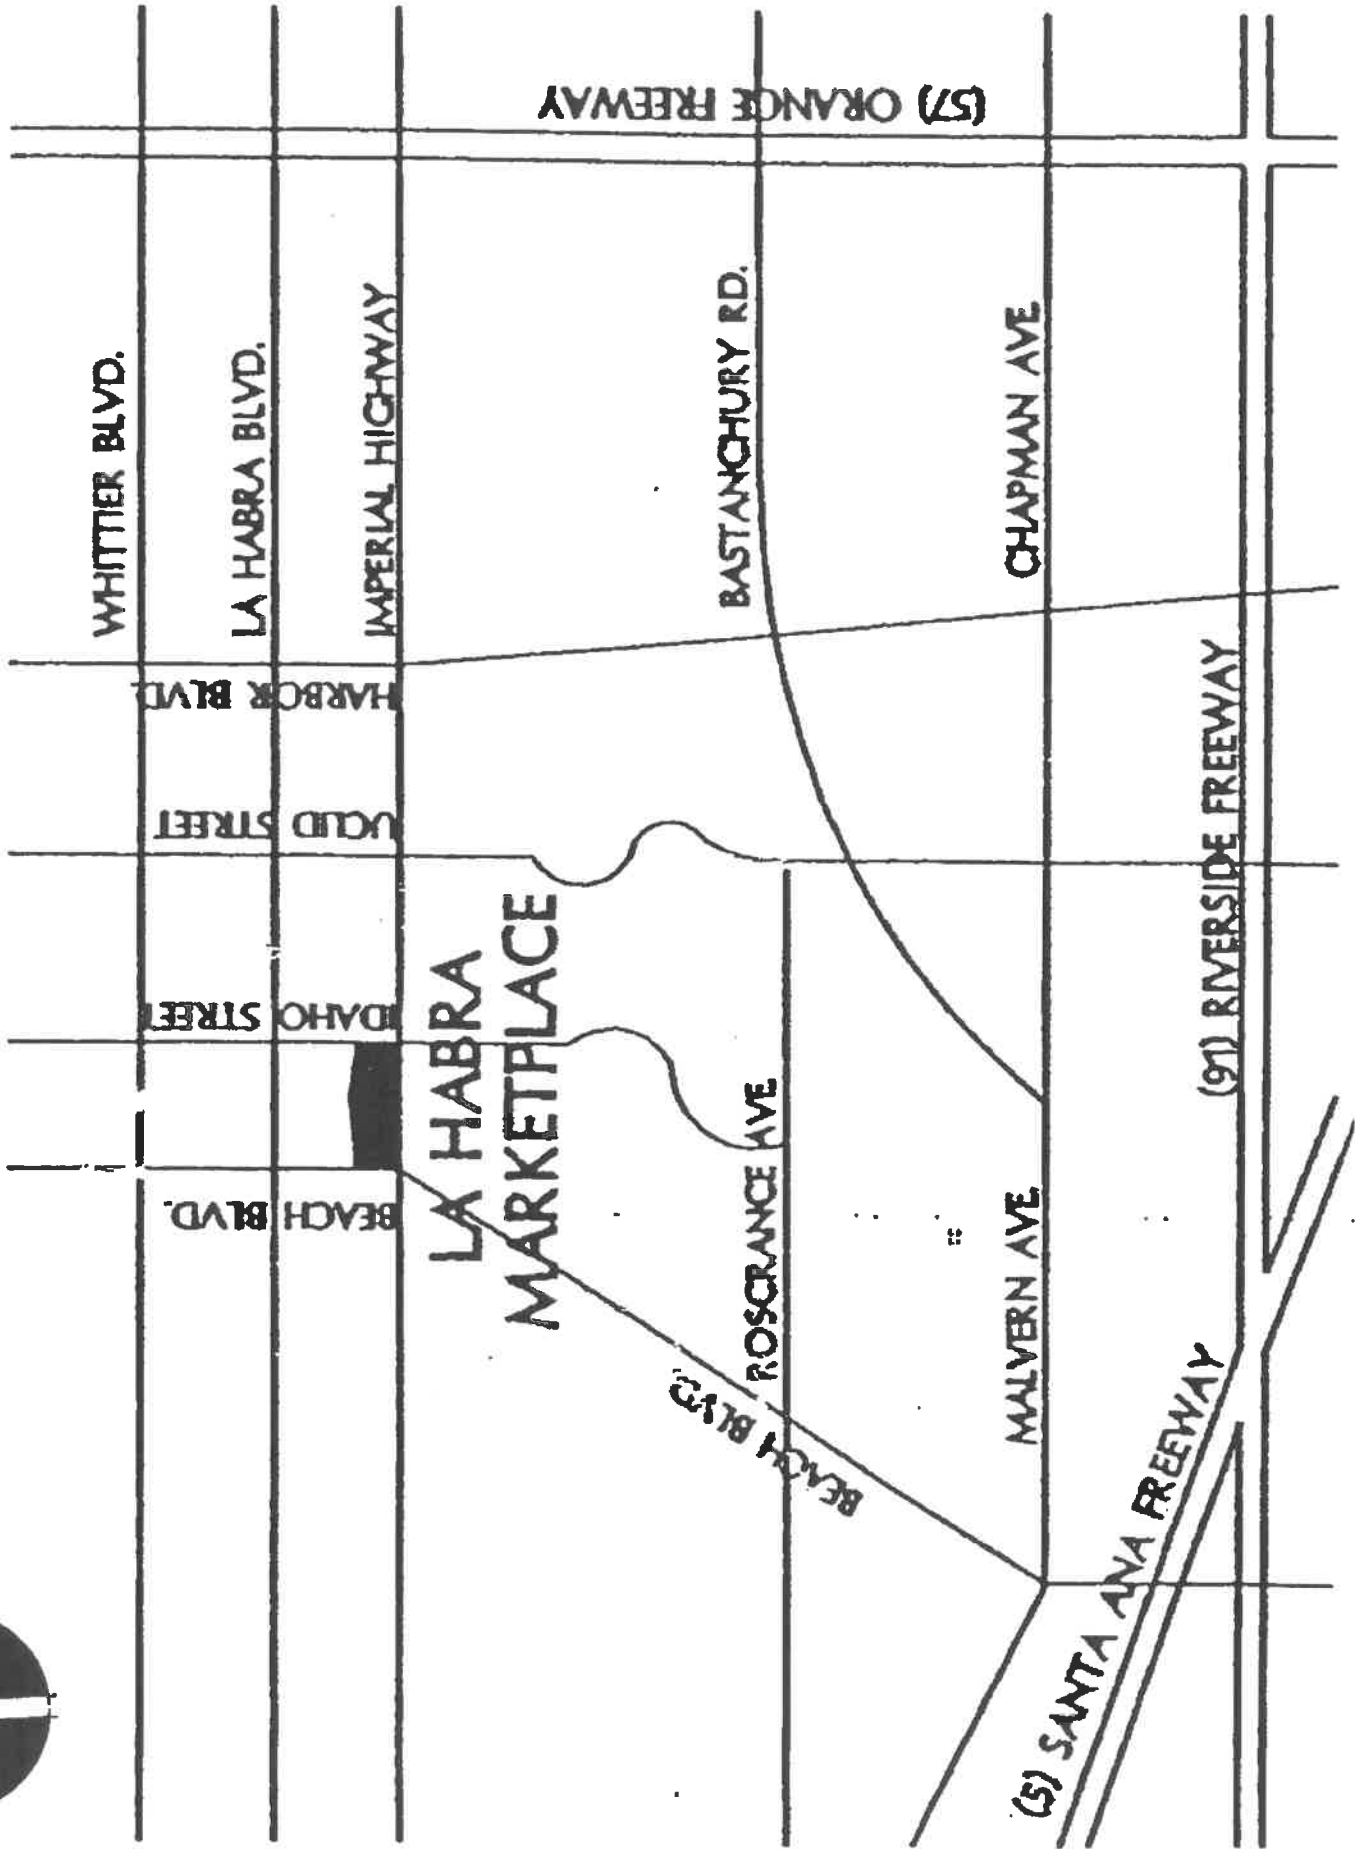 WHITTIER BLVD.
LA HABRA BLVD.
IMPERIAL HIGHWAY
HARBOR BLVD
UCLID STREET
IDAHO STREET
BEACH BLVD.
LA HABRA
MARKETPLACE
(57) ORANGE FREEWAY
BASTANCHURY RD.
CHAPMAN AVE
ROSCRANCE AVE
BEACH BLVD
MALVERN AVE
(91) RIVERSIDE FREEWAY
(5) SANTA ANA FREEWAY